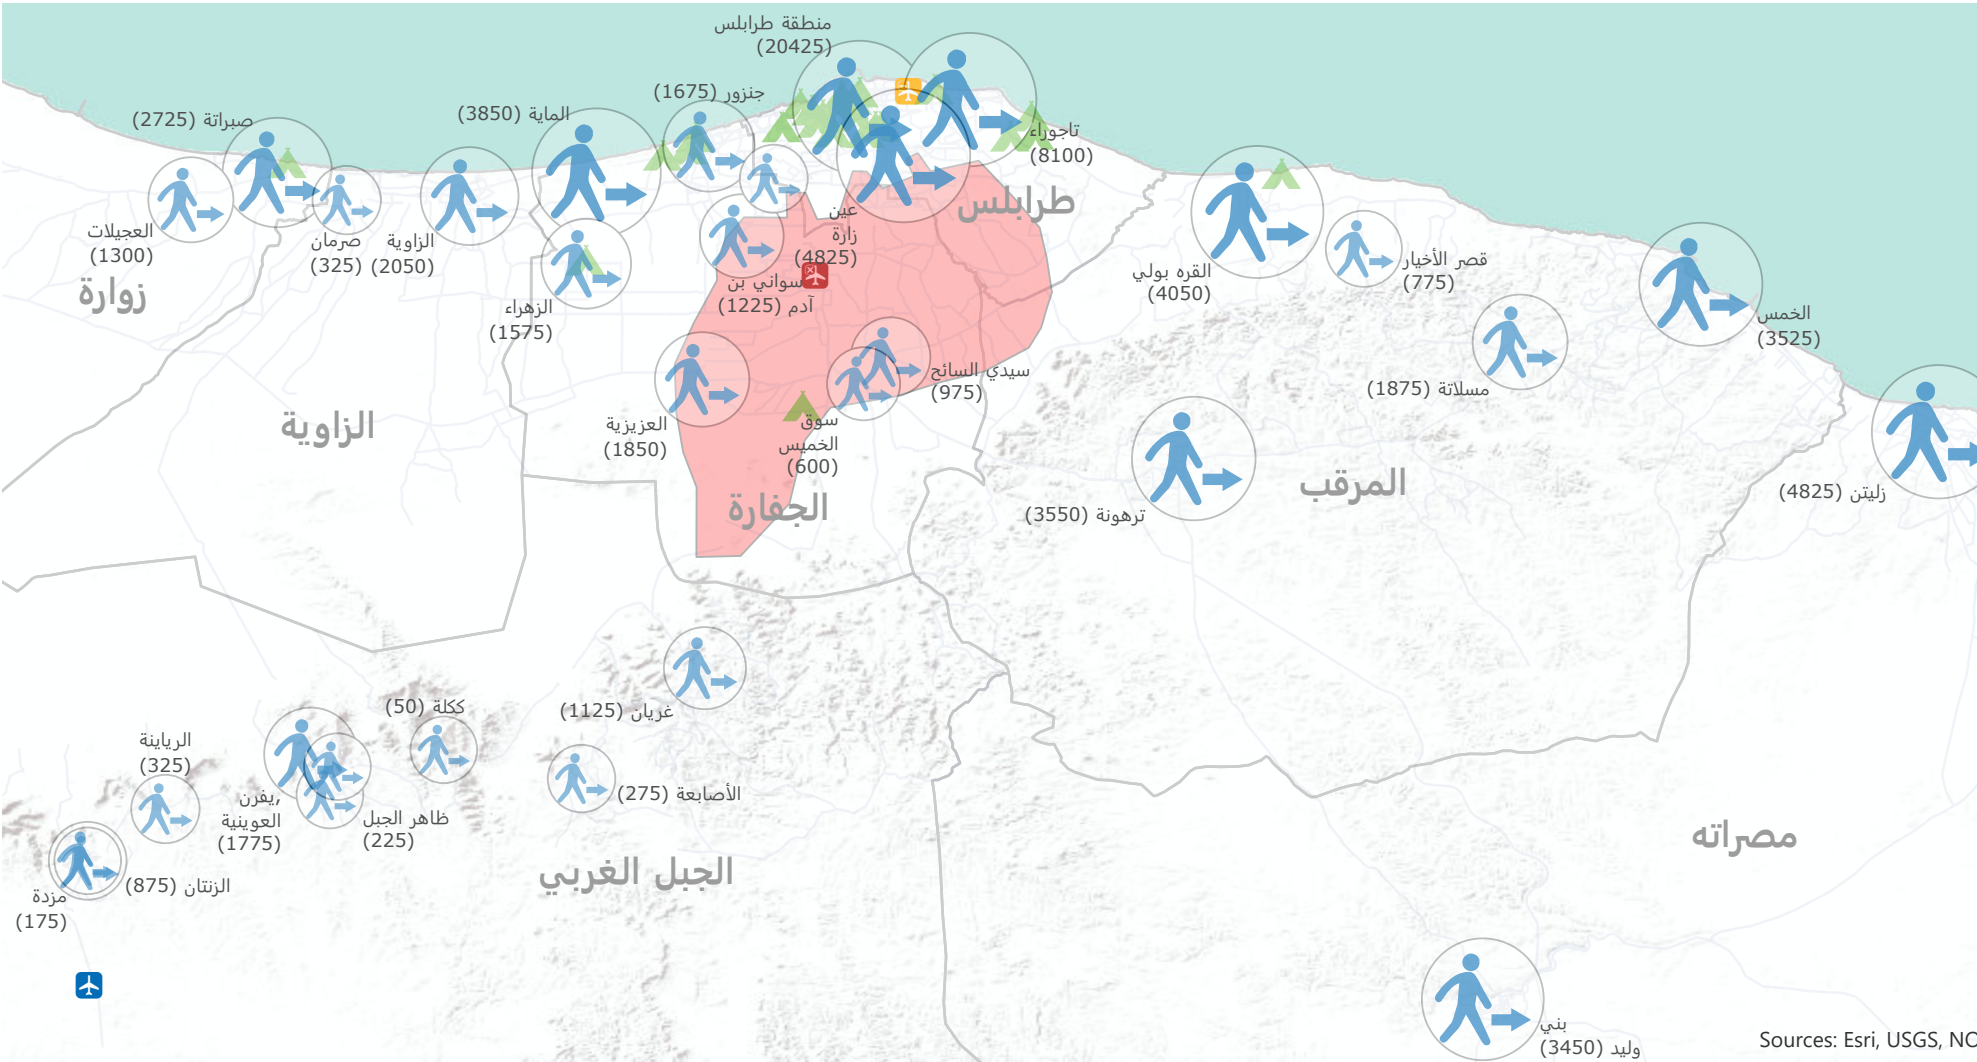 منطقة طرابلس
(20425)
جنزور (1675)
الماية (3850)
صبراتة (2725)
تاجوراء
(8100)
طرابلس
عين
زارة
(4825)
العجيلات
(1300)
صرمان
(325)
الزاوية
(2050)
سواني بن
آدم (1225)
القره بولي
(4050)
قصر الأخيار
(775)
الخمس
(3525)
زوارة
الزهراء
(1575)
سيدي السائح
(975)
مسلاتة (1875)
الزاوية
العزيزية
(1850)
سوق
الخميس
(600)
المرقب
زليتن (4825)
الجفارة
ترهونة (3550)
ككلة (50)
غريان (1125)
الرياينة
(325)
يفرن,
العوينية
(1775)
ظاهر الجبل
(225)
الأصابعة (275)
مصراته
الجبل الغربي
الزنتان (875)
مزدة
(175)
بني
وليد (3450)
Sources: Esri, USGS, NO